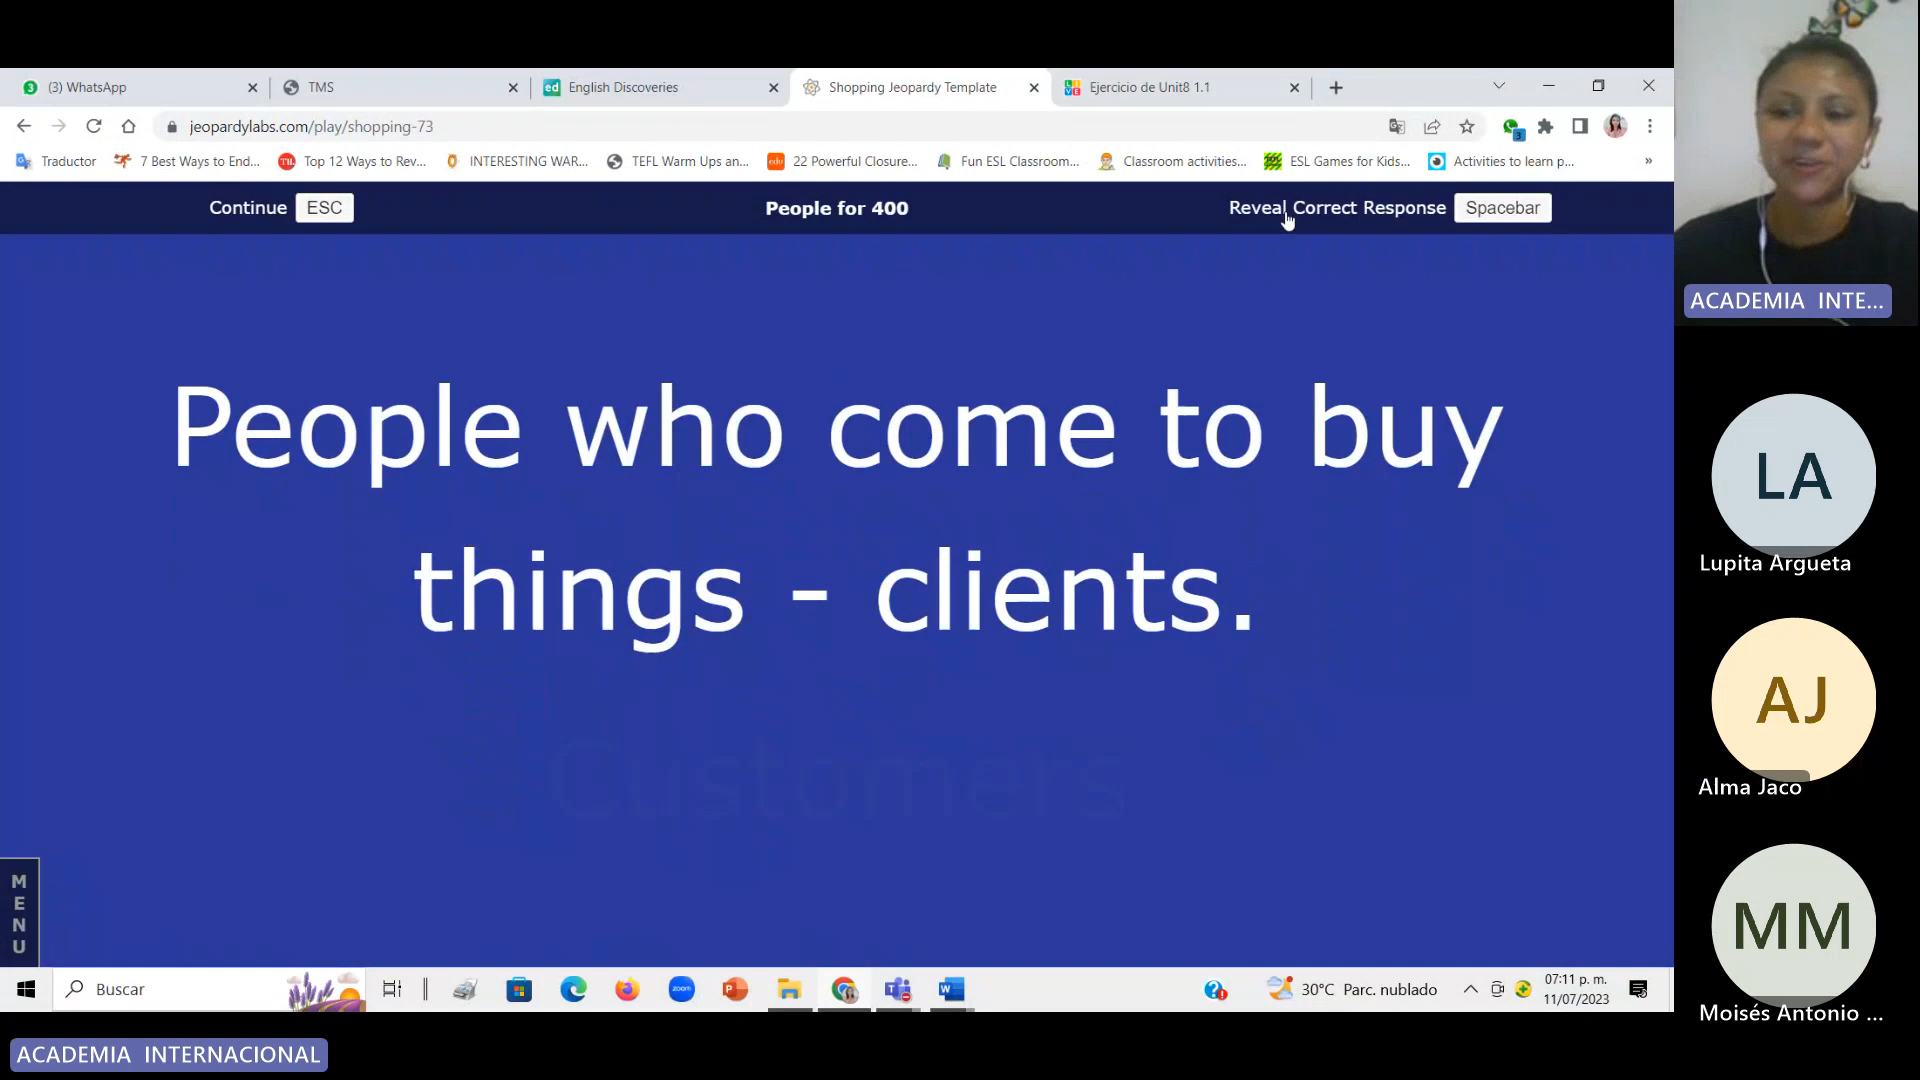 (3) WhatsApp
TMS
English Discoveries
Shopping Jeopardy Template
Ejercicio de Unit8 1.1
jeopardylabs.com/play/shopping-73
Traductor
7 Best Ways to End...
Top 12 Ways to Rev...
INTERESTING WAR...
TEFL Warm Ups an...
22 Powerful Closure...
Fun ESL Classroom...
Classroom activities...
ESL Games for Kids...
Activities to learn p...
»
Continue ESC
People for 400
Reveal Correct Response Spacebar
People who come to buy
things - clients.
Customers
MENU
Buscar
30°C Parc. nublado
07:11 p. m.
11/07/2023
ACADEMIA INTE...
LA
Lupita Argueta
AJ
Alma Jaco
MM
Moisés Antonio ...
ACADEMIA INTERNACIONAL